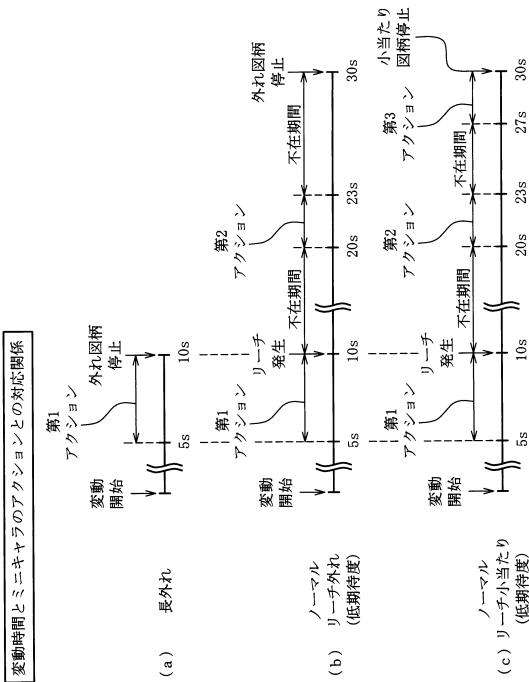 変動時間とミニキャラのアクションとの対応関係
(a)
長外れ
変動
開始
第1
アクション
外れ図柄
停止
5s
10s
(b)
ノーマル
リーチ外れ
(低期待度)
変動
開始
第1
アクション
リーチ
発生
不在期間
第2
アクション
不在期間
外れ図柄
停止
5s
10s
20s
23s
30s
(c)
ノーマル
リーチ小当たり
(低期待度)
変動
開始
第1
アクション
リーチ
発生
不在期間
第2
アクション
不在期間
第3
アクション
小当たり
図柄停止
5s
10s
20s
23s
27s
30s